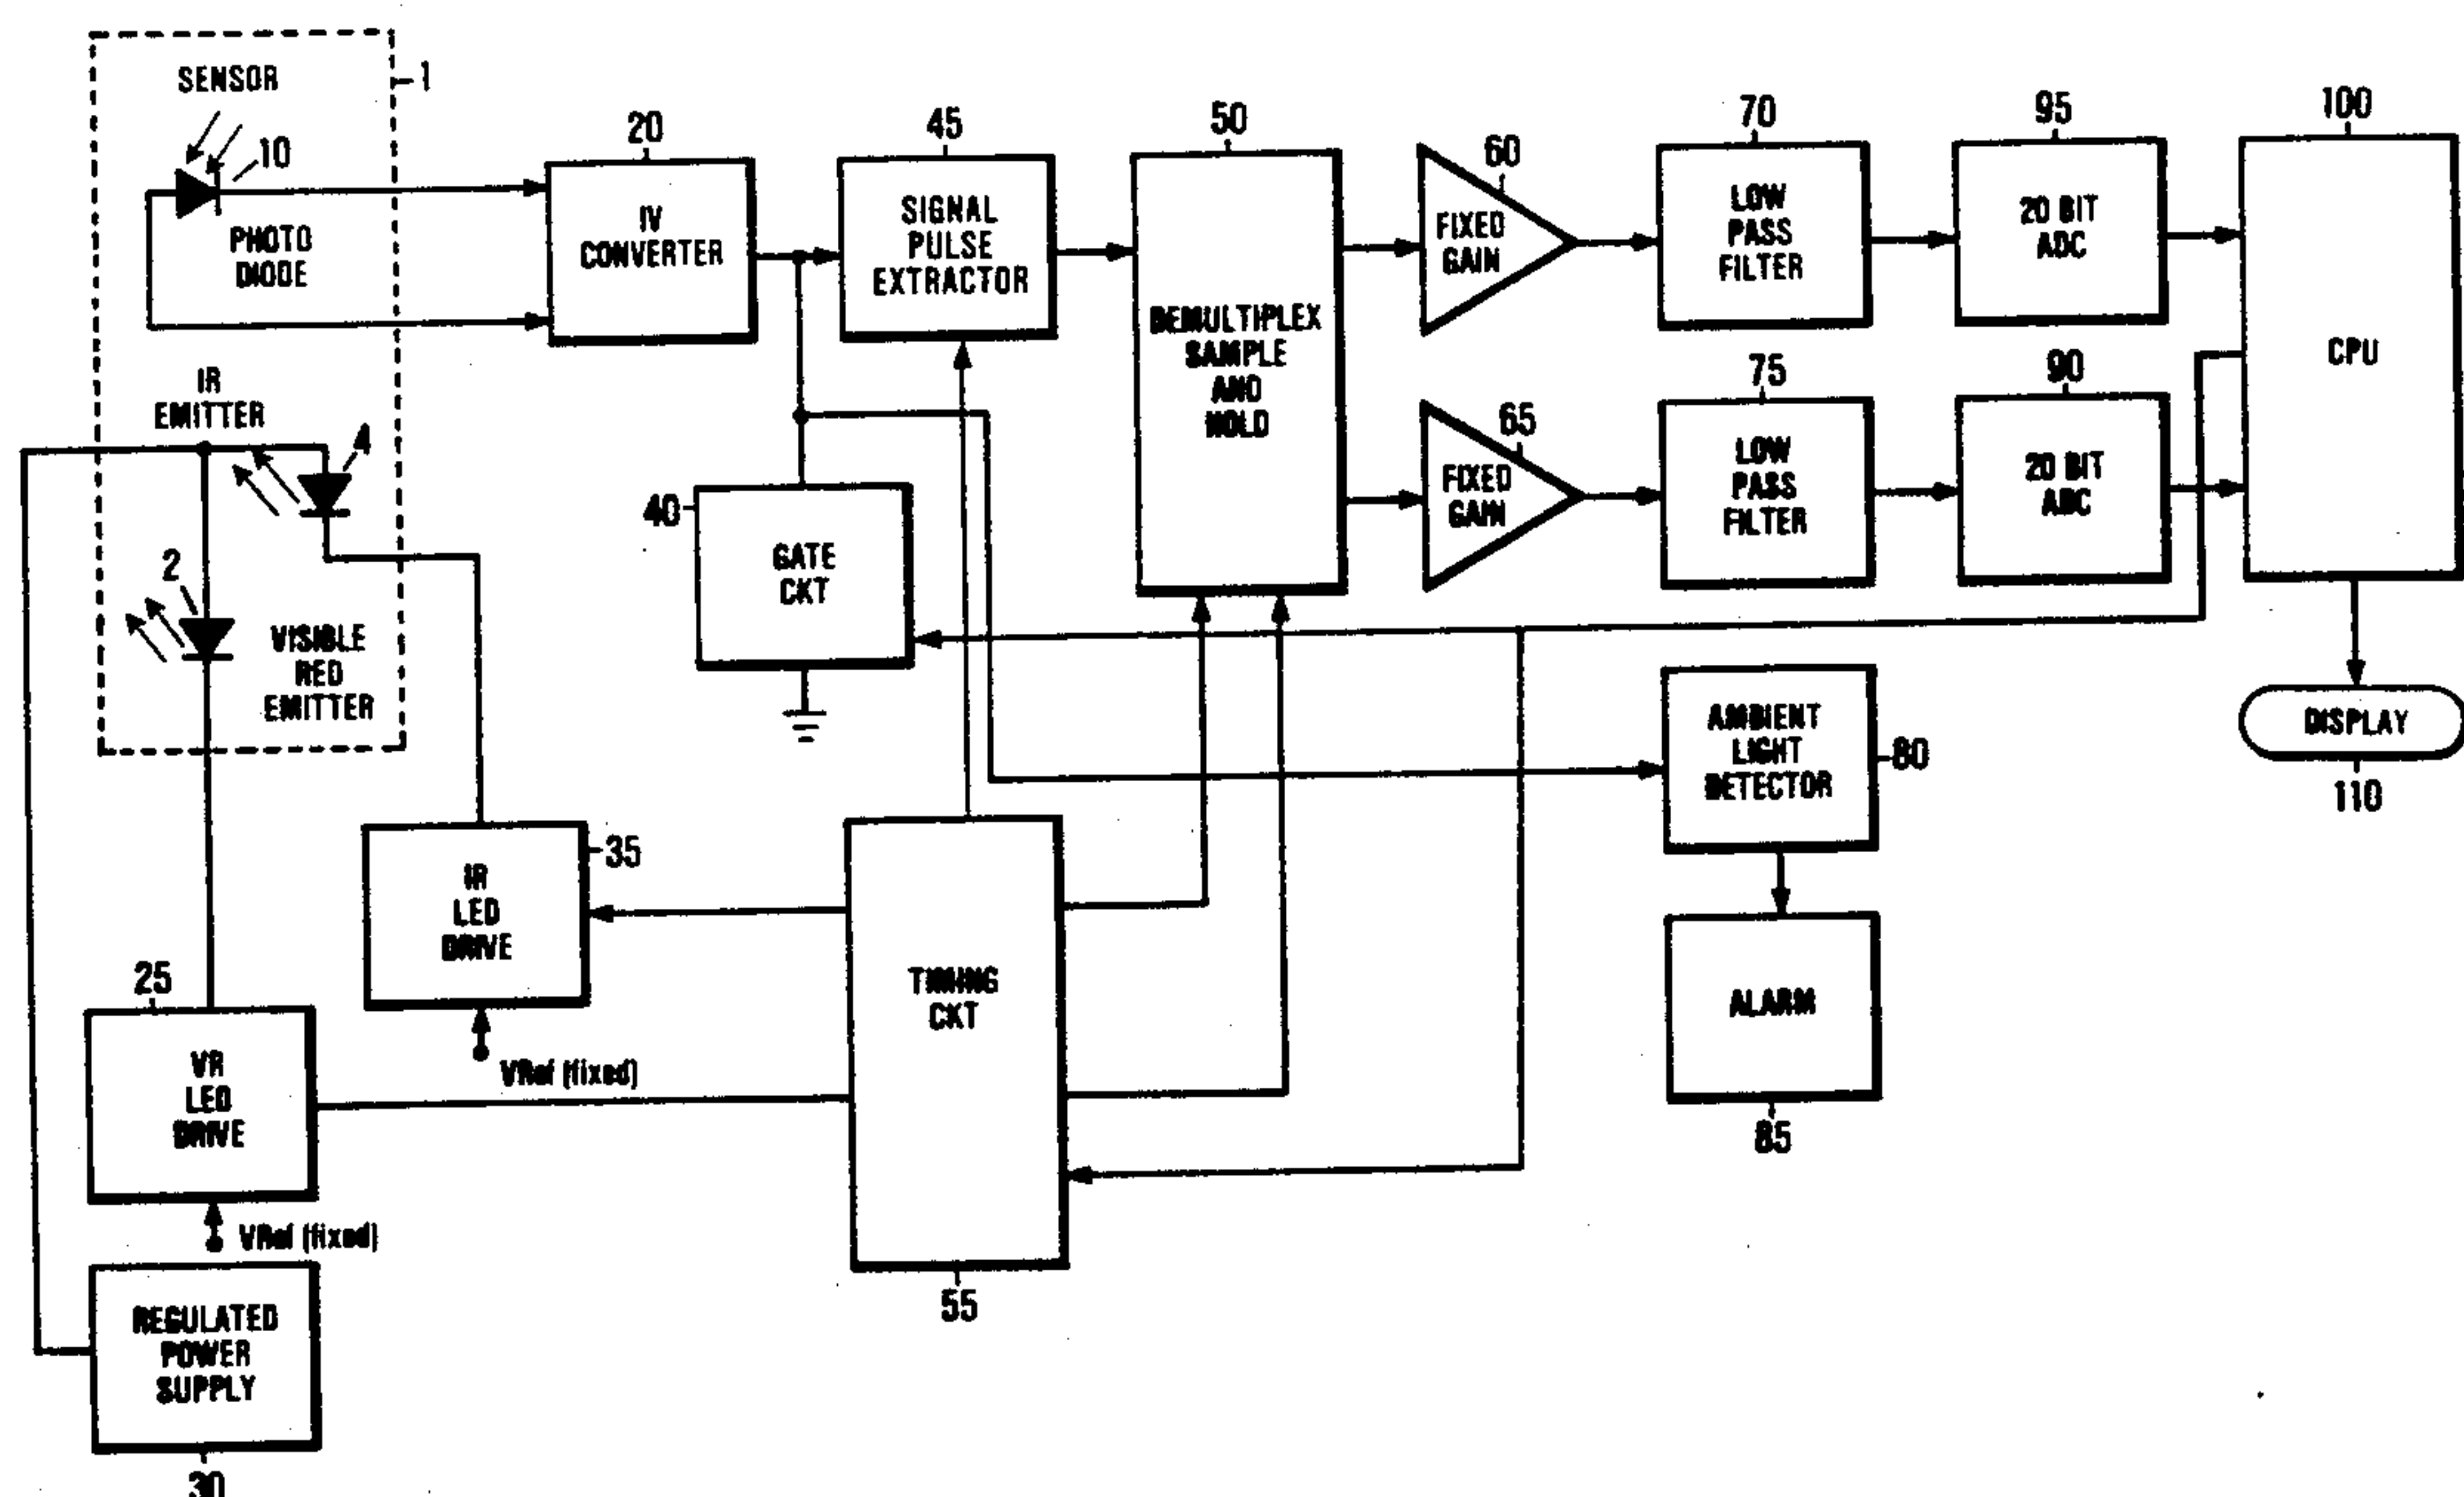 SENSOR
1
10
PHOTO
DIODE
IR
EMITTER
4
2
VISIBLE
RED
EMITTER
20
IV
CONVERTER
45
SIGNAL
PULSE
EXTRACTOR
50
DEMULTIPLEX
SAMPLE
AND
HOLD
60
FIXED
GAIN
70
LOW
PASS
FILTER
95
20 BIT
ADC
100
CPU
65
FIXED
GAIN
75
LOW
PASS
FILTER
90
20 BIT
ADC
40
GATE
CKT
AMBIENT
LIGHT
DETECTOR
80
DISPLAY
110
35
IR
LED
DRIVE
VRef (fixed)
TIMING
CKT
55
ALARM
85
25
VR
LED
DRIVE
VRef (fixed)
REGULATED
POWER
SUPPLY
30